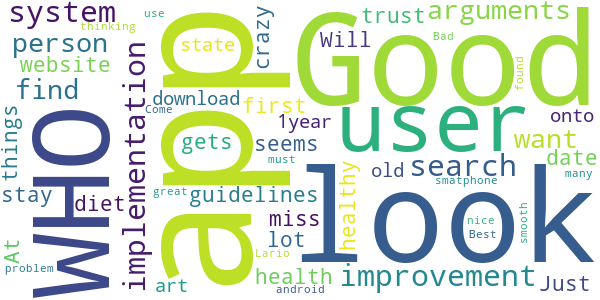 system
WHO
app
Good
look
user
person
website
find
things
implementation
crazy
state
thinking
use
trust
arguments
Will
Bad
found
download
first
Come
gets
1year
seems
onto
want
date
old
search
many
smatphone
stay
diet
guidelines
miss
healthy
must
great
lot
nice
Best
smooth
At
problem
art
health
Lario
android
improvement
Just